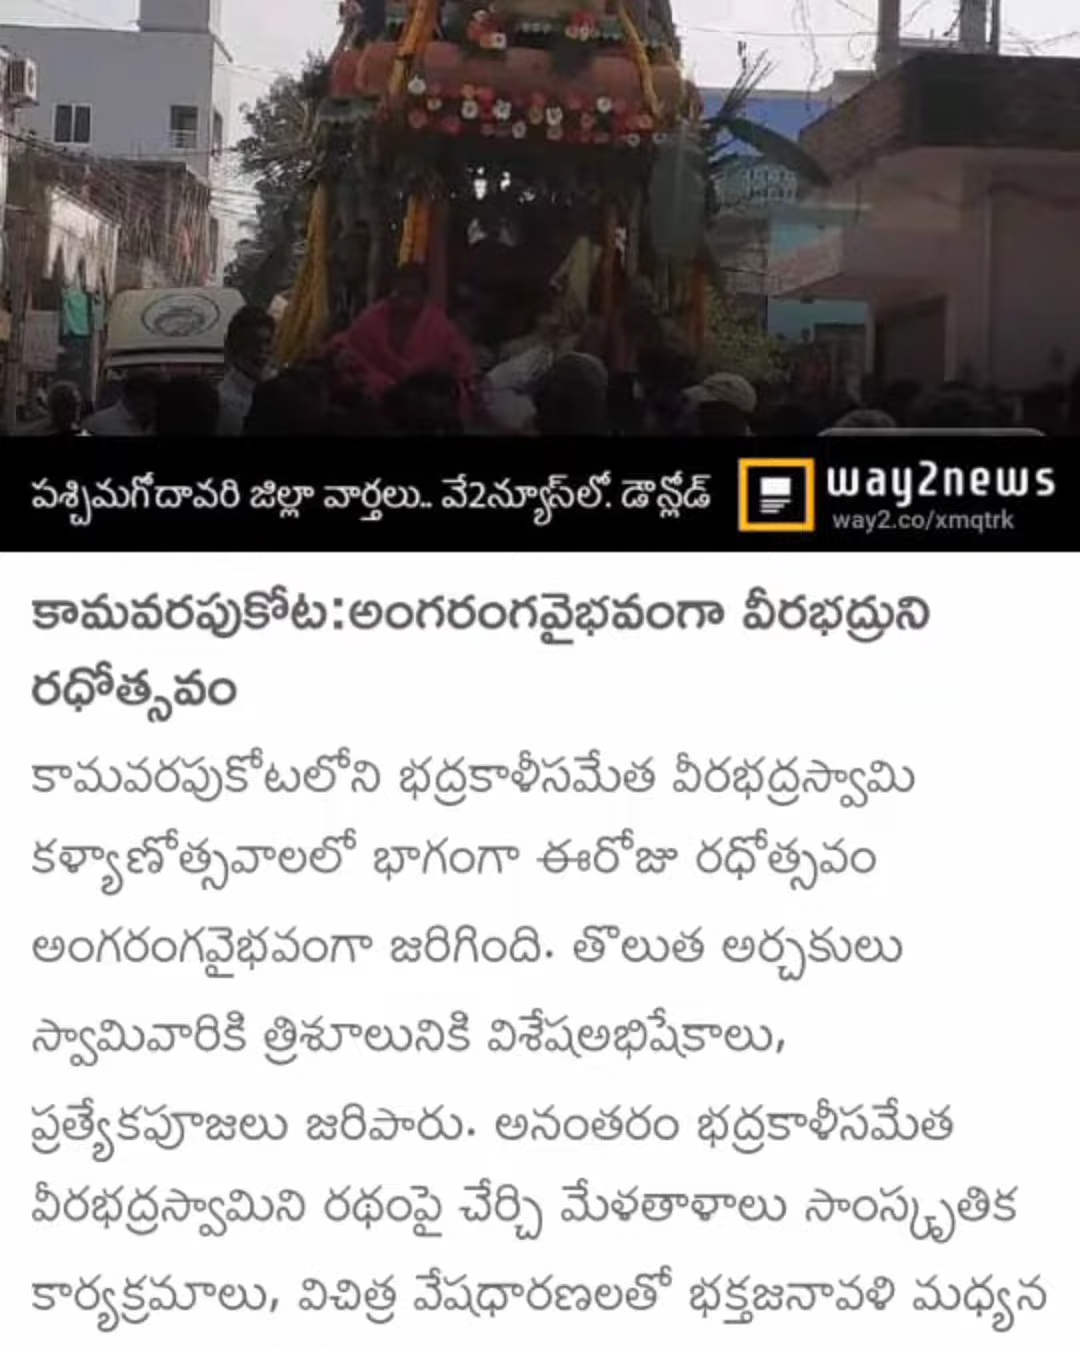 పశ్చిమగోదావరి జిల్లా వార్తలు.. వే2న్యూస్‌లో. డౌన్లోడ్
way2news
way2.co/xmqtrk
కామవరపుకోట:అంగరంగవైభవంగా వీరభద్రుని
రధోత్సవం
కామవరపుకోటలోని భద్రకాళీసమేత వీరభద్రస్వామి
కళ్యాణోత్సవాలలో భాగంగా ఈరోజు రధోత్సవం
అంగరంగవైభవంగా జరిగింది. తొలుత అర్చకులు
స్వామివారికి త్రిశూలునికి విశేషఅభిషేకాలు,
ప్రత్యేకపూజలు జరిపారు. అనంతరం భద్రకాళీసమేత
వీరభద్రస్వామిని రథంపై చేర్చి మేళతాళాలు సాంస్కృతిక
కార్యక్రమాలు, విచిత్ర వేషధారణలతో భక్తజనావళి మధ్యన